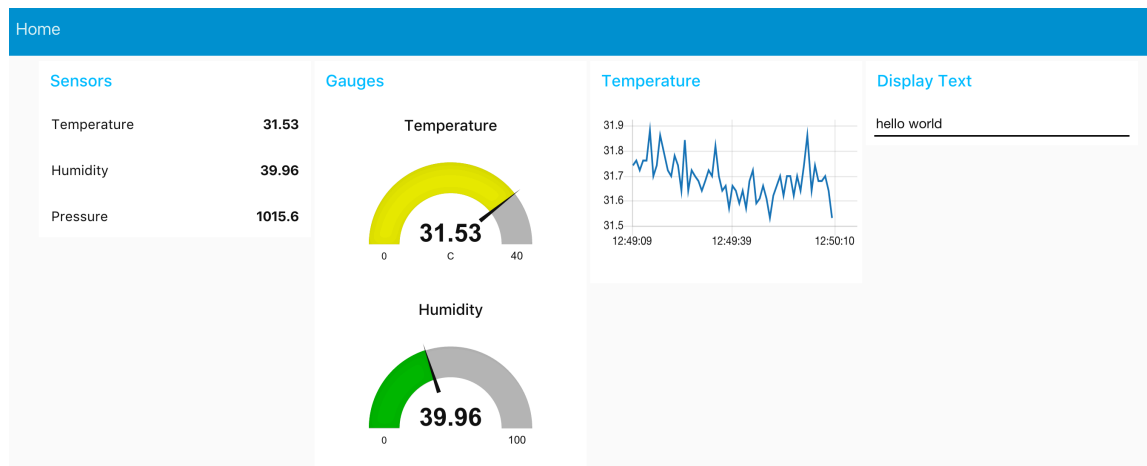 Home
Sensors
Temperature 31.53
Humidity 39.96
Pressure 1015.6
Gauges
Temperature
31.53
0 C 40
Humidity
39.96
0 100
Temperature
31.9
31.8
31.7
31.6
31.5
12:49:09 12:49:39 12:50:10
Display Text
hello world